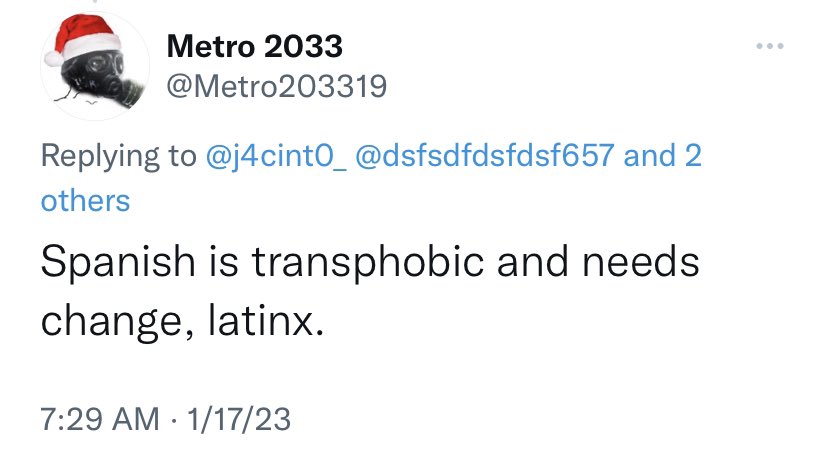 Metro 2033
@Metro203319
Replying to @j4cint0_ @dsfsdfdsfdsf657 and 2
others
Spanish is transphobic and needs
change, latinx.
7:29 AM · 1/17/23